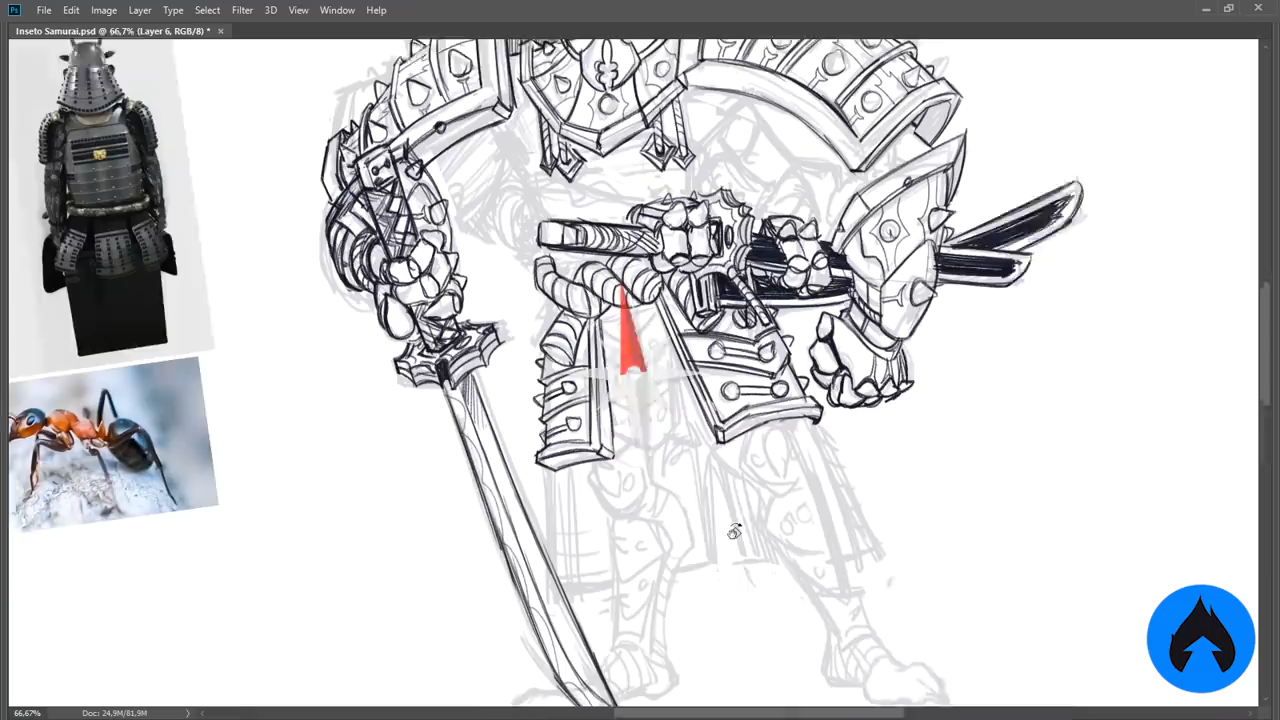 Ps File Edit Image Layer Type Select Filter 3D View Window Help
Inseto Samurai.psd @ 66,7% (Layer 6, RGB/8) * ×
66,67% Doc: 24,9M/81,9M